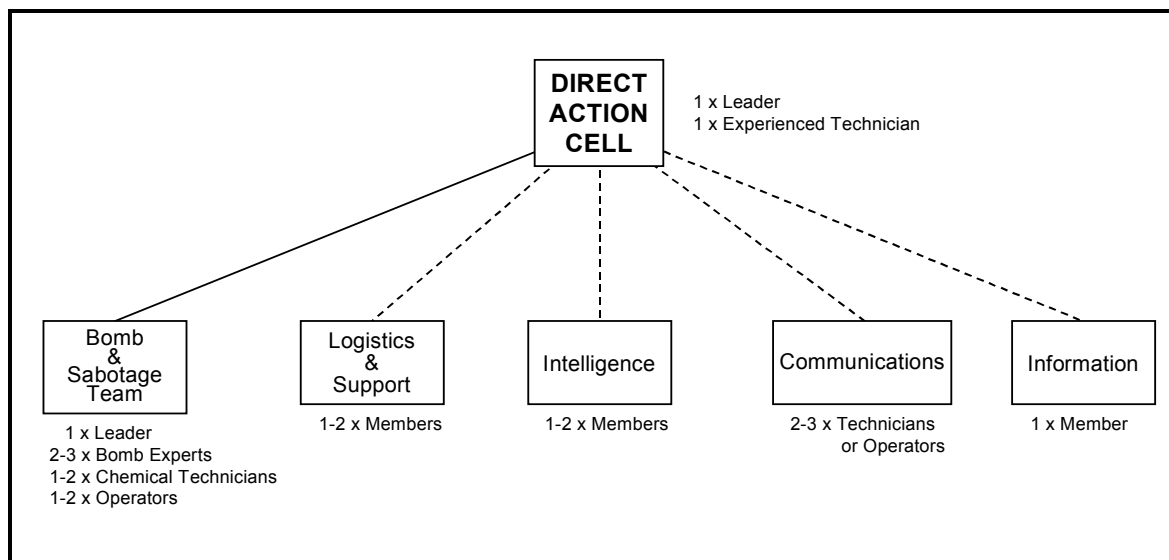 DIRECT
ACTION
CELL
1 x Leader
1 x Experienced Technician
Bomb
&
Sabotage
Team
1 x Leader
2-3 x Bomb Experts
1-2 x Chemical Technicians
1-2 x Operators
Logistics
&
Support
1-2 x Members
Intelligence
1-2 x Members
Communications
2-3 x Technicians
or Operators
Information
1 x Member